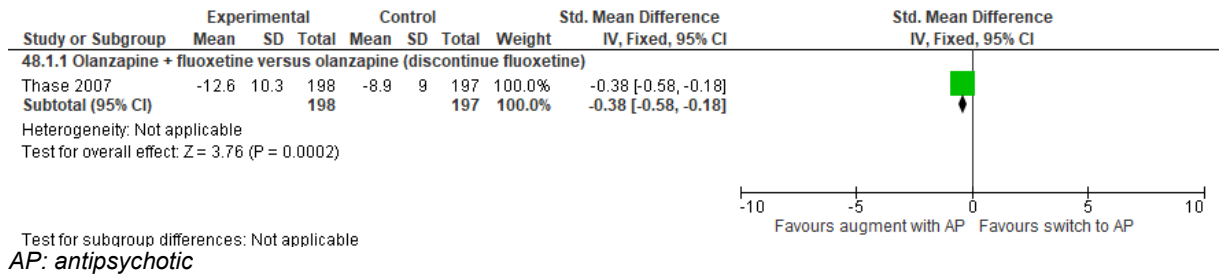 Experimental Control Std. Mean Difference Std. Mean Difference
Study or Subgroup Mean SD Total Mean SD Total Weight IV, Fixed, 95% CI IV, Fixed, 95% CI
48.1.1 Olanzapine + fluoxetine versus olanzapine (discontinue fluoxetine)
Thase 2007 -12.6 10.3 198 -8.9 9 197 100.0% -0.38 [-0.58, -0.18]
Subtotal (95% CI) 198 197 100.0% -0.38 [-0.58, -0.18]
Heterogeneity: Not applicable
Test for overall effect: Z = 3.76 (P = 0.0002)
-10 -5 0 5 10
Favours augment with AP Favours switch to AP
Test for subgroup differences: Not applicable
AP: antipsychotic